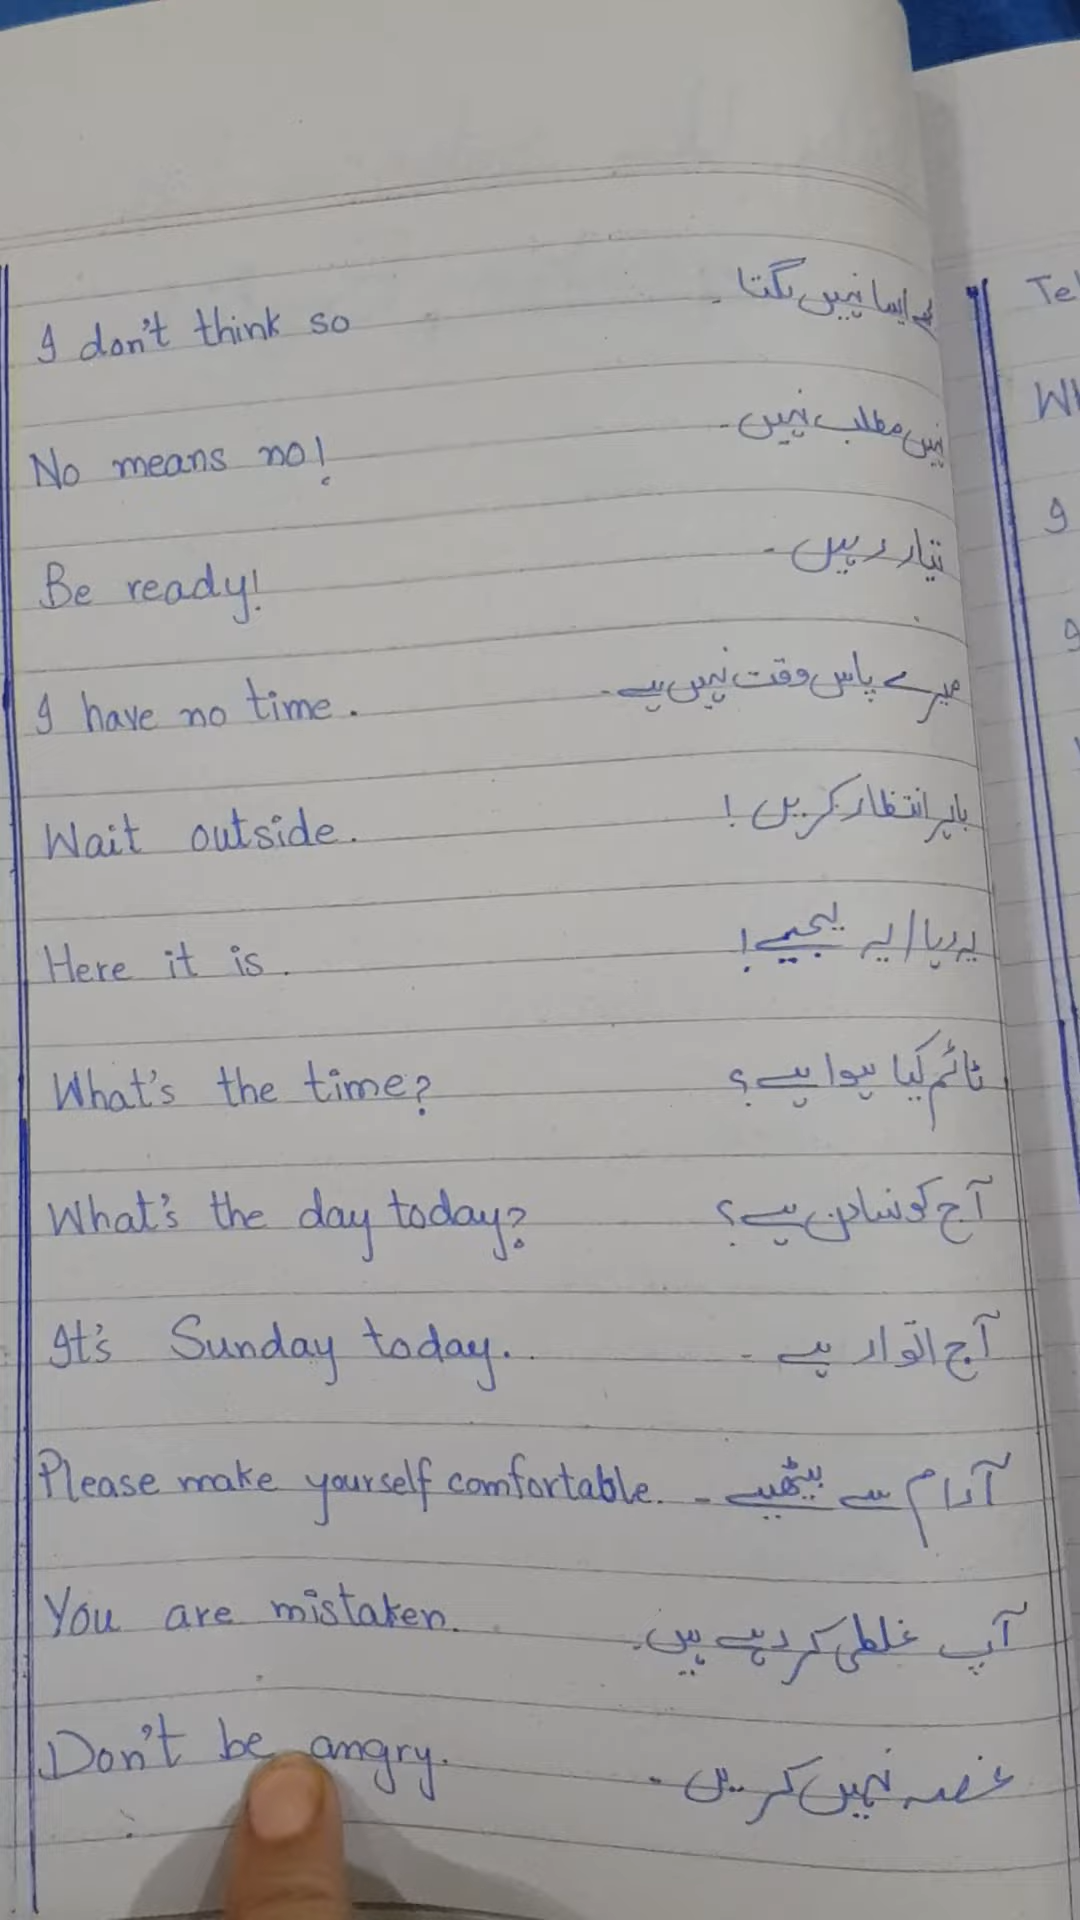 I don't think so ایسا نہیں لگتا ۔
No means no! نہیں مطلب نہیں ۔
Be ready! تیار رہیں ۔
I have no time. میرے پاس وقت نہیں ہے ۔
Wait outside. باہر انتظار کریں !
Here it is. یہ رہا / یہ لیجیے !
What's the time? ٹائم کیا ہوا ہے ؟
What's the day today? آج کونسا دن ہے ؟
It's Sunday today. آج اتوار ہے ۔
Please make yourself comfortable. آرام سے بیٹھیے ۔
You are mistaken. آپ غلطی کر رہے ہیں ۔
Don't be angry. غصہ نہیں کریں ۔